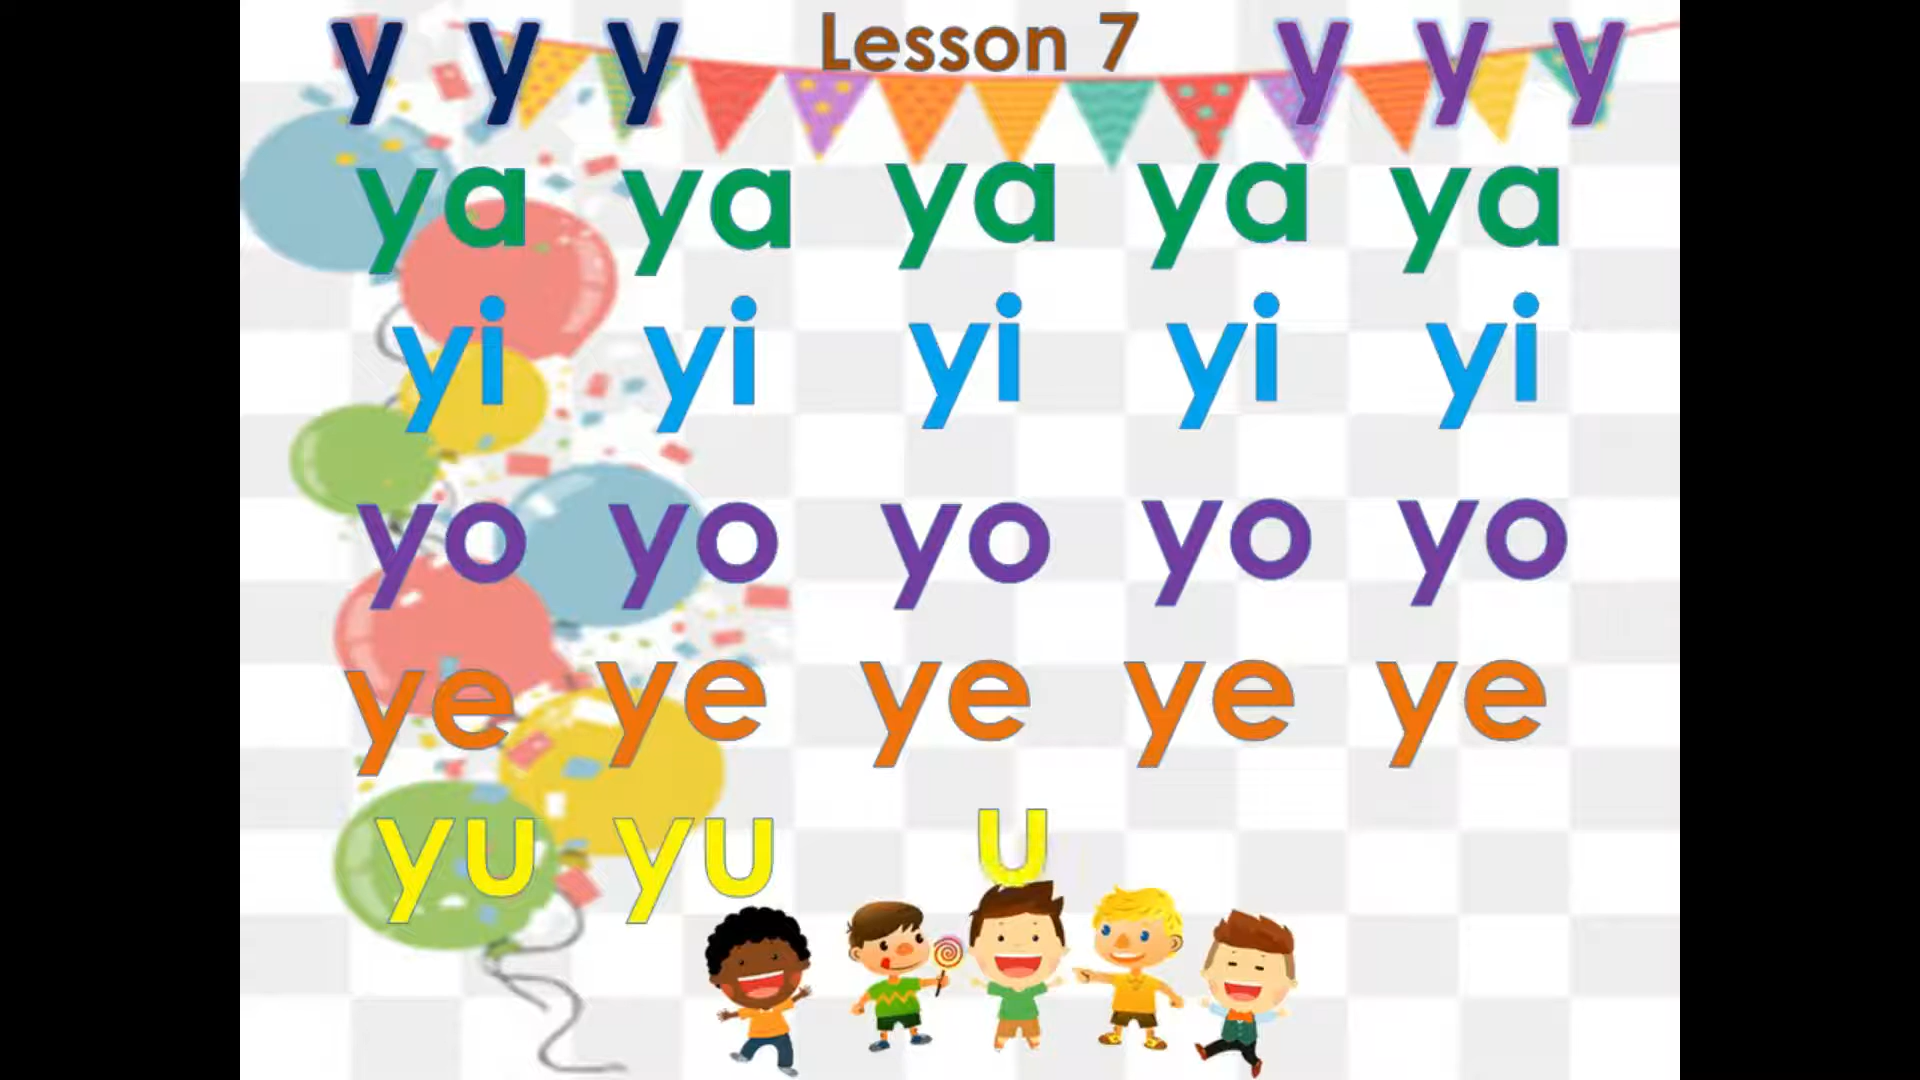 y y y Lesson 7 y y y
ya ya ya ya ya
yi yi yi yi yi
yo yo yo yo yo
ye ye ye ye ye
yu yu u